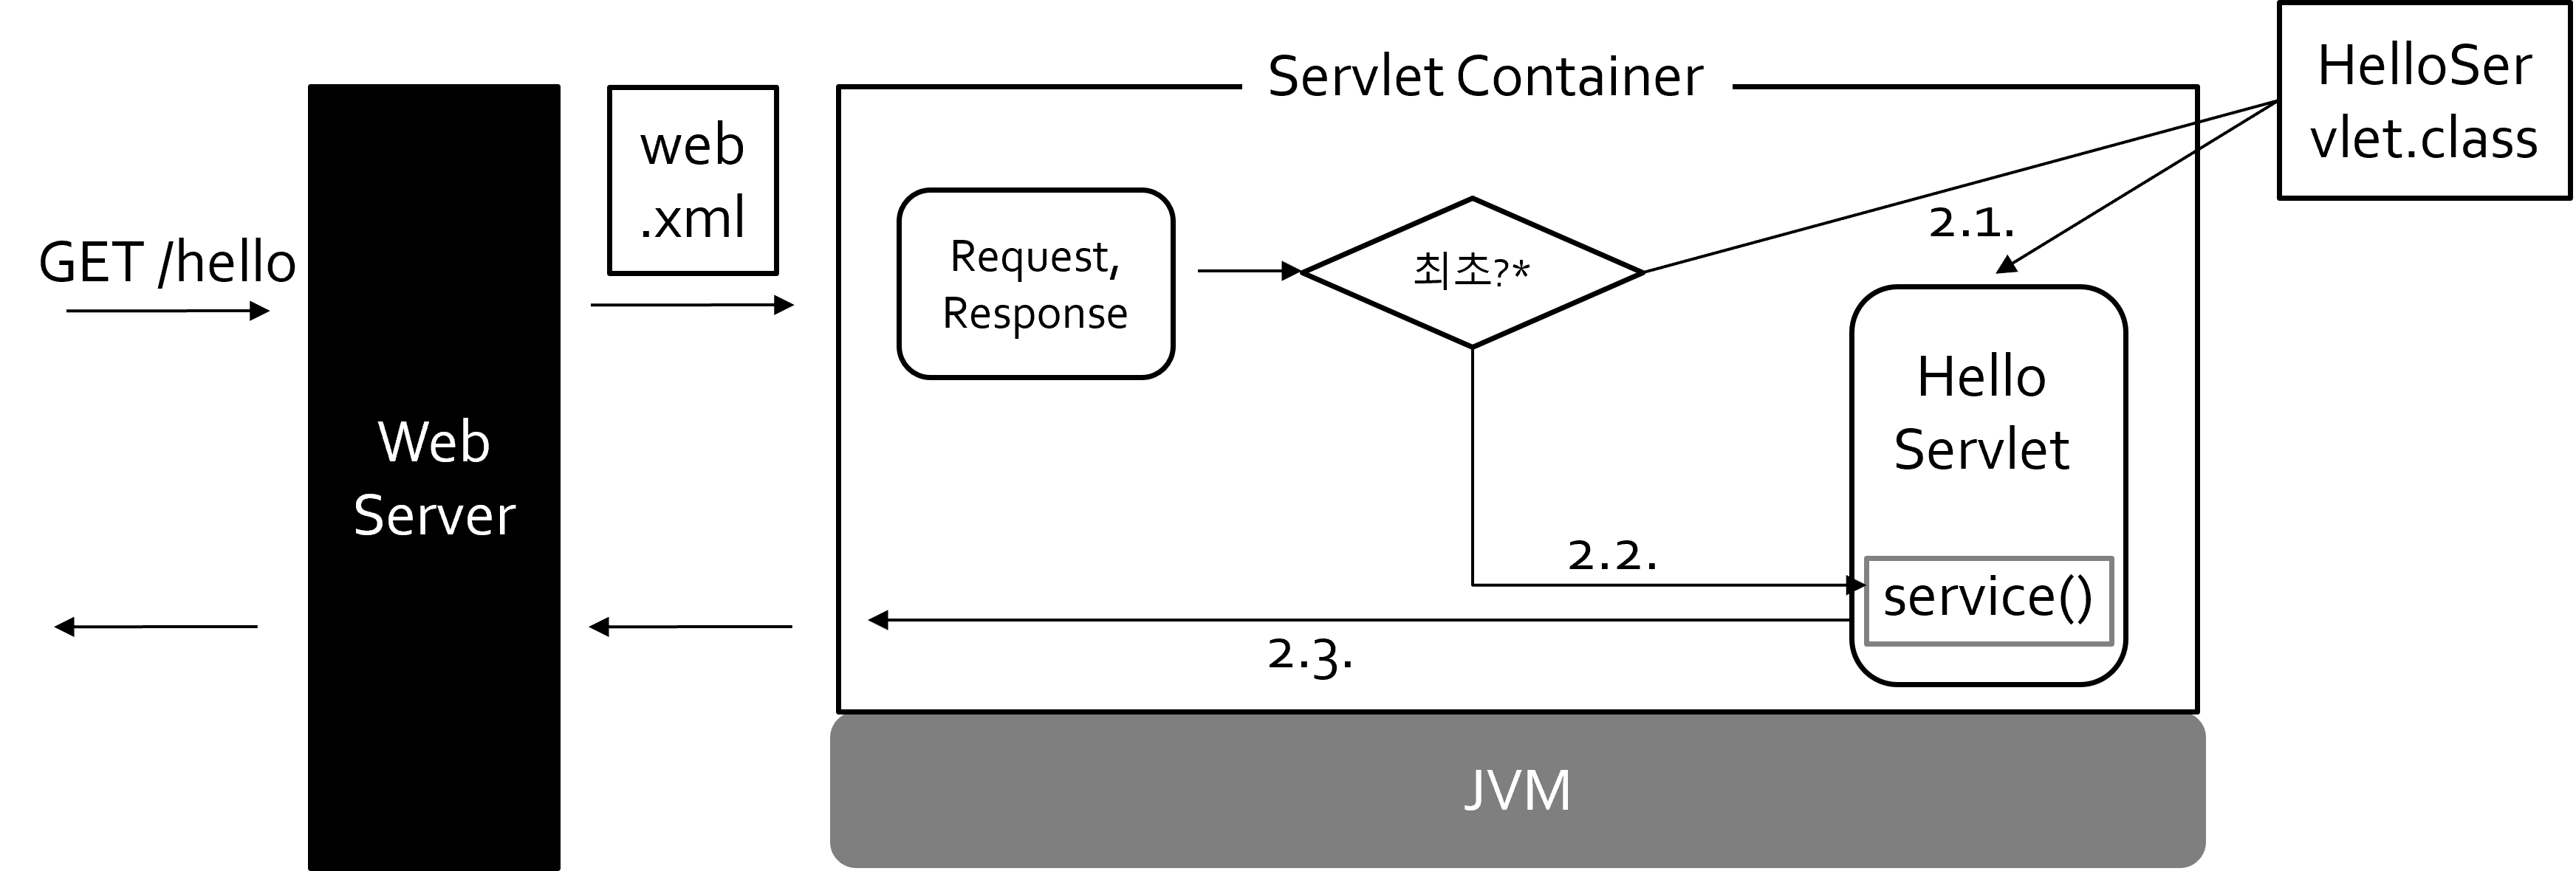 GET /hello
Web
Server
web
.xml
Servlet Container
Request,
Response
최초?*
2.1.
HelloSer
vlet.class
Hello
Servlet
service()
2.2.
2.3.
JVM